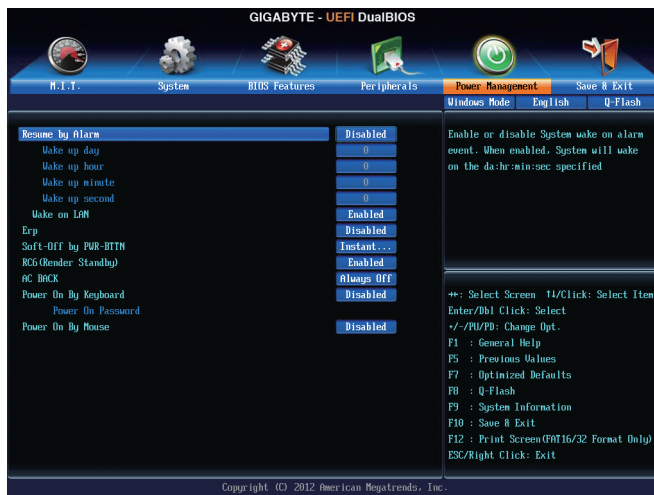 GIGABYTE - UEFI DualBIOS
M.I.T. System BIOS Features Peripherals Power Management Save & Exit
Windows Mode English Q-Flash
Resume by Alarm Disabled
Wake up day 0
Wake up hour 0
Wake up minute 0
Wake up second 0
Wake on LAN Enabled
Erp Disabled
Soft-Off by PWR-BTTN Instant...
RC6(Render Standby) Enabled
AC BACK Always Off
Power On By Keyboard Disabled
Power On Password
Power On By Mouse Disabled
Enable or disable System wake on alarm
event. When enabled, System will wake
on the da:hr:min:sec specified
→←: Select Screen ↑↓/Click: Select Item
Enter/Dbl Click: Select
+/-/PU/PD: Change Opt.
F1 : General Help
F5 : Previous Values
F7 : Optimized Defaults
F8 : Q-Flash
F9 : System Information
F10 : Save & Exit
F12 : Print Screen(FAT16/32 Format Only)
ESC/Right Click: Exit
Copyright (C) 2012 American Megatrends, Inc.